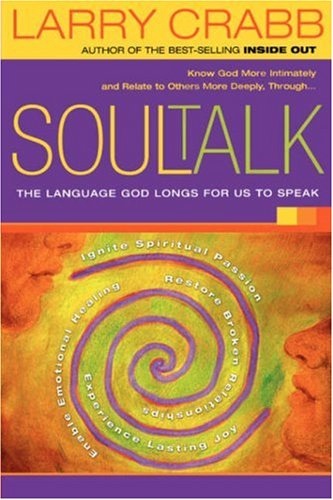 LARRY CRABB
AUTHOR OF THE BEST-SELLING INSIDE OUT
Know God More Intimately
and Relate to Others More Deeply, Through...
SOULTALK
THE LANGUAGE GOD LONGS FOR US TO SPEAK
Ignite Spiritual Passion
Restore Broken Relationships
Experience Lasting Joy
Enable Emotional Healing